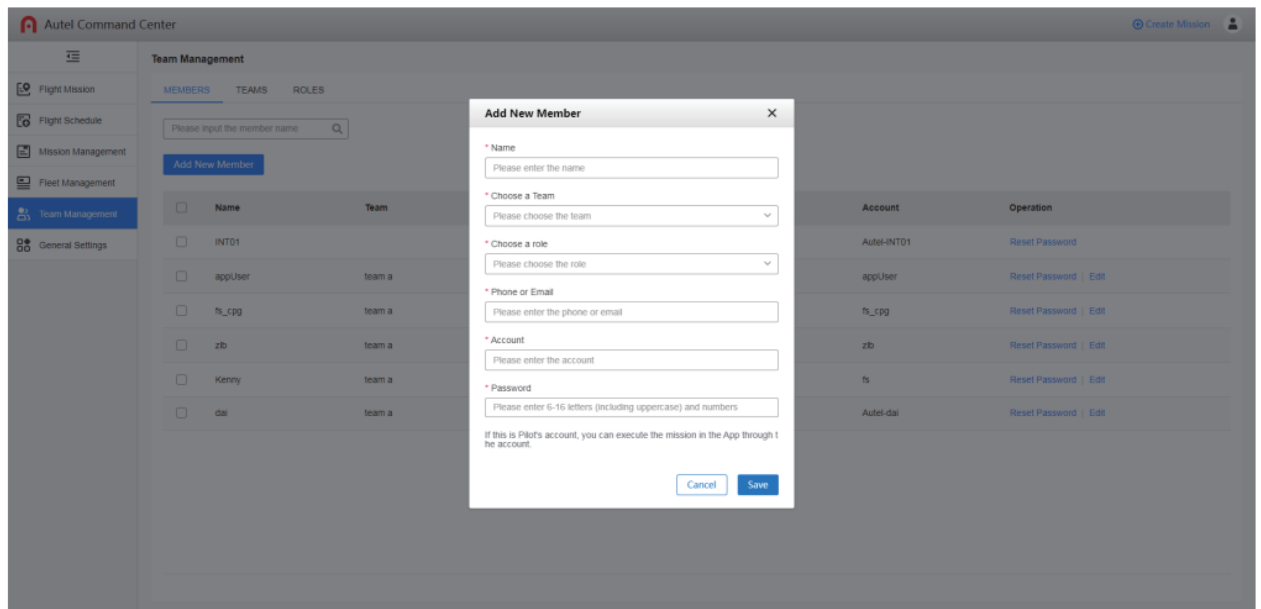 Autel Command Center
Create Mission
Team Management
Flight Mission
MEMBERS TEAMS ROLES
Flight Schedule
Please input the member name
Mission Management
Add New Member
Fleet Management
Team Management
General Settings
Name Team Account Operation
INT01 Autel-INT01 Reset Password
appUser team a appUser Reset Password | Edit
fs_cpg team a fs_cpg Reset Password | Edit
zlb team a zlb Reset Password | Edit
Kenny team a fs Reset Password | Edit
dai team a Autel-dai Reset Password | Edit
Add New Member
* Name
Please enter the name
* Choose a Team
Please choose the team
* Choose a role
Please choose the role
* Phone or Email
Please enter the phone or email
* Account
Please enter the account
* Password
Please enter 6-16 letters (including uppercase) and numbers
If this is Pilot's account, you can execute the mission in the App through t
he account
Cancel Save